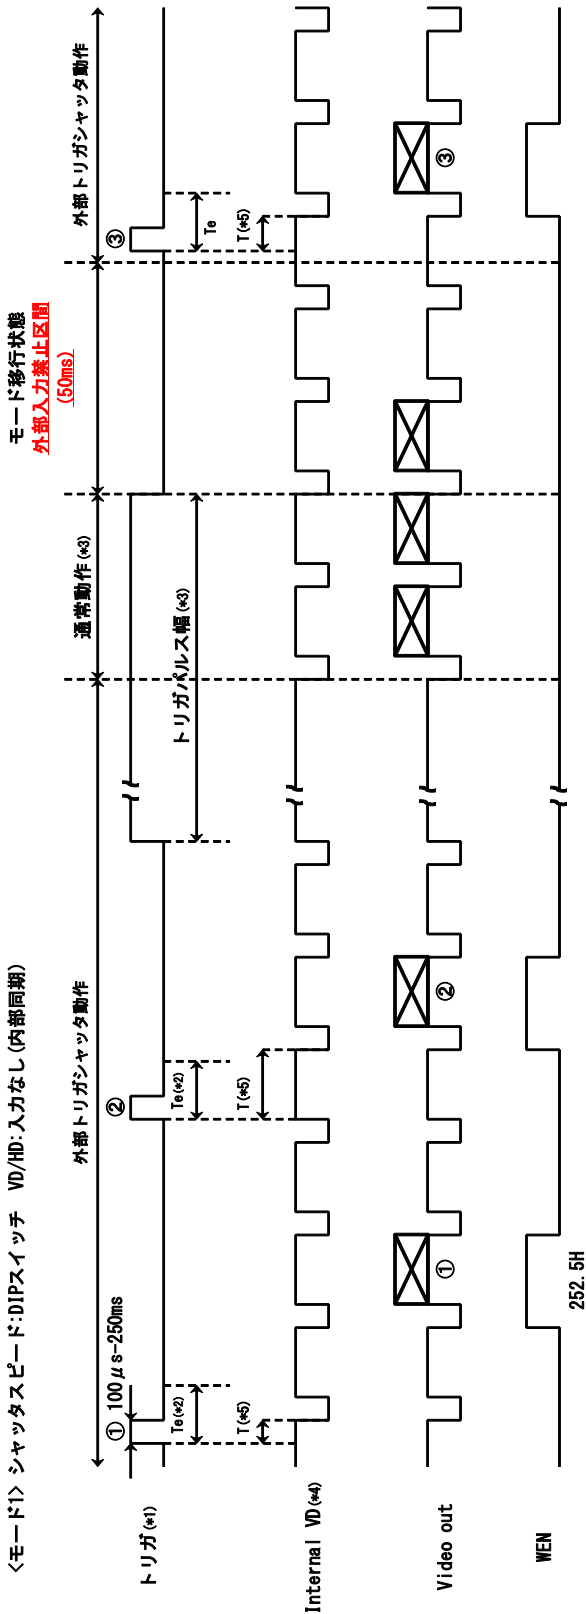 <モード1> シャッタスピード:DIPスイッチ VD/HD:入力なし(内部同期)
モード移行状態
外部入力禁止区間
(50ms)
外部トリガシャッタ動作
通常動作(*3)
外部トリガシャッタ動作
① 100μs-250ms
②
③
トリガ(*1)
Te(*2)
Te(*2)
トリガパルス幅(*3)
Te
T(*5)
T(*5)
T(*5)
Internal VD(*4)
Video out
①
②
③
WEN
252.5H